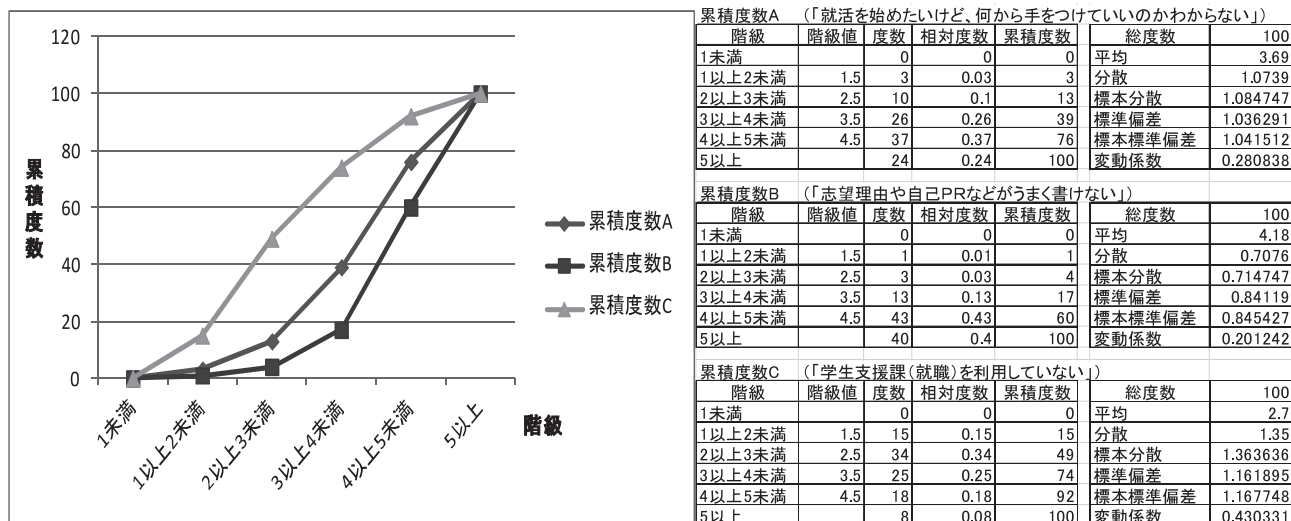 120
100
80
60
40
20
0
累積度数
1未満
1以上2未満
2以上3未満
3以上4未満
4以上5未満
5以上
階級
累積度数A
累積度数B
累積度数C
累積度数A （「就活を始めたいけど、何から手をつけていいのかわからない」）
階級 階級値 度数 相対度数 累積度数 総度数 100
1未満 0 0 0 平均 3.69
1以上2未満 1.5 3 0.03 3 分散 1.0739
2以上3未満 2.5 10 0.1 13 標本分散 1.084747
3以上4未満 3.5 26 0.26 39 標準偏差 1.036291
4以上5未満 4.5 37 0.37 76 標本標準偏差 1.041512
5以上 24 0.24 100 変動係数 0.280838
累積度数B （「志望理由や自己PRなどがうまく書けない」）
階級 階級値 度数 相対度数 累積度数 総度数 100
1未満 0 0 0 平均 4.18
1以上2未満 1.5 1 0.01 1 分散 0.7076
2以上3未満 2.5 3 0.03 4 標本分散 0.714747
3以上4未満 3.5 13 0.13 17 標準偏差 0.84119
4以上5未満 4.5 43 0.43 60 標本標準偏差 0.845427
5以上 40 0.4 100 変動係数 0.201242
累積度数C （「学生支援課（就職）を利用していない」）
階級 階級値 度数 相対度数 累積度数 総度数 100
1未満 0 0 0 平均 2.7
1以上2未満 1.5 15 0.15 15 分散 1.35
2以上3未満 2.5 34 0.34 49 標本分散 1.363636
3以上4未満 3.5 25 0.25 74 標準偏差 1.161895
4以上5未満 4.5 18 0.18 92 標本標準偏差 1.167748
5以上 8 0.08 100 変動係数 0.430331